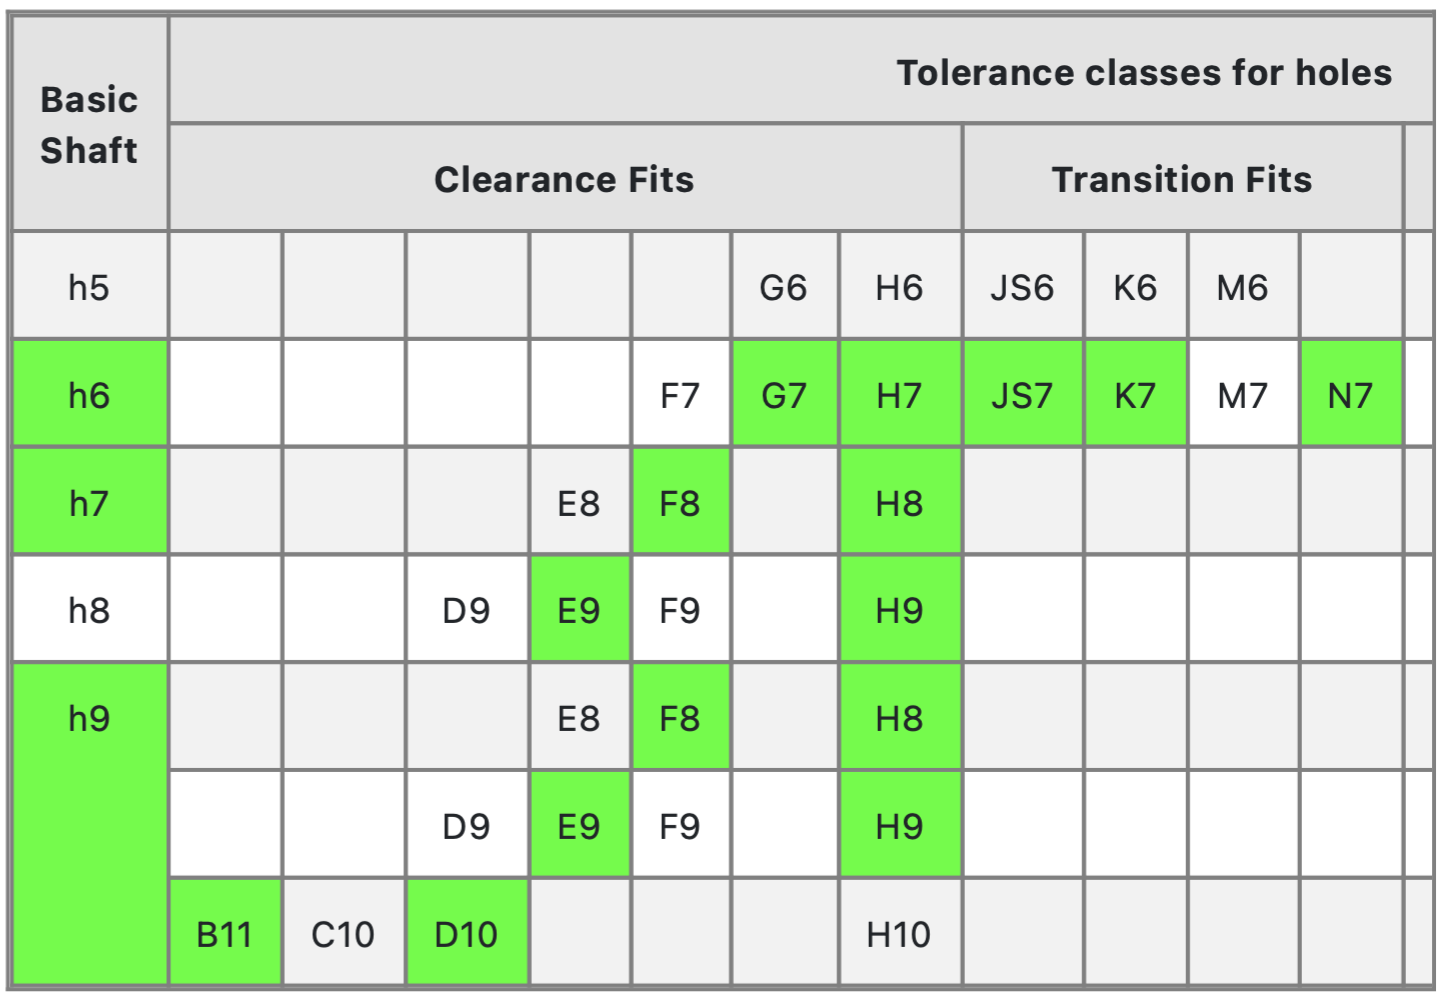 Basic
Shaft
Tolerance classes for holes
Clearance Fits
Transition Fits
h5 G6 H6 JS6 K6 M6
h6 F7 G7 H7 JS7 K7 M7 N7
h7 E8 F8 H8
h8 D9 E9 F9 H9
h9 E8 F8 H8
D9 E9 F9 H9
B11 C10 D10 H10